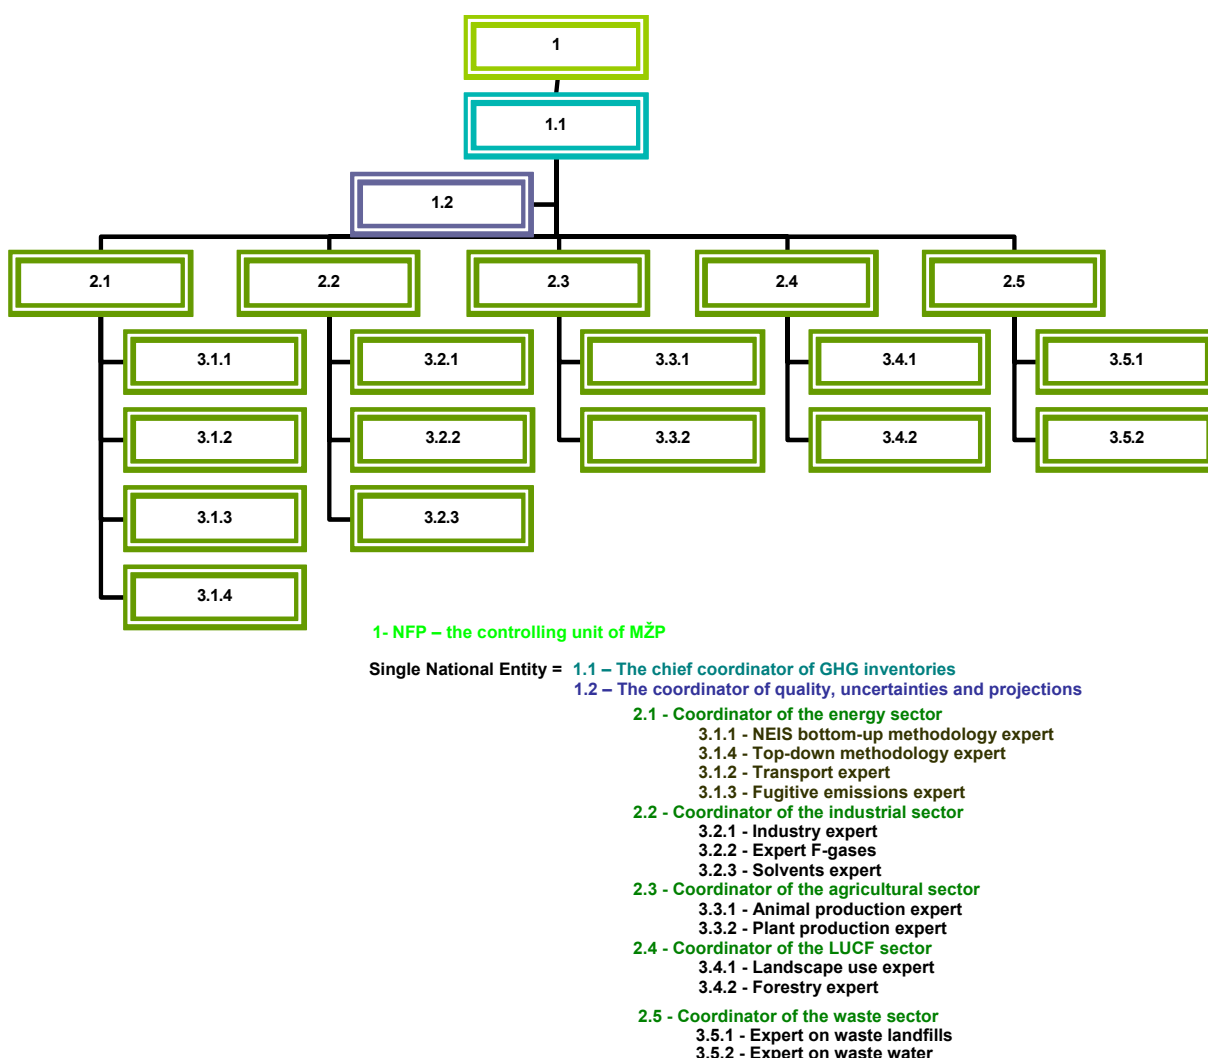 1
1.1
1.2
2.1
2.2
2.3
2.4
2.5
3.1.1
3.2.1
3.3.1
3.4.1
3.5.1
3.1.2
3.2.2
3.3.2
3.4.2
3.5.2
3.1.3
3.2.3
3.1.4
1- NFP – the controlling unit of MŽP
Single National Entity = 1.1 – The chief coordinator of GHG inventories
1.2 – The coordinator of quality, uncertainties and projections
2.1 - Coordinator of the energy sector
3.1.1 - NEIS bottom-up methodology expert
3.1.4 - Top-down methodology expert
3.1.2 - Transport expert
3.1.3 - Fugitive emissions expert
2.2 - Coordinator of the industrial sector
3.2.1 - Industry expert
3.2.2 - Expert F-gases
3.2.3 - Solvents expert
2.3 - Coordinator of the agricultural sector
3.3.1 - Animal production expert
3.3.2 - Plant production expert
2.4 - Coordinator of the LUCF sector
3.4.1 - Landscape use expert
3.4.2 - Forestry expert
2.5 - Coordinator of the waste sector
3.5.1 - Expert on waste landfills
3.5.2 - Expert on waste water